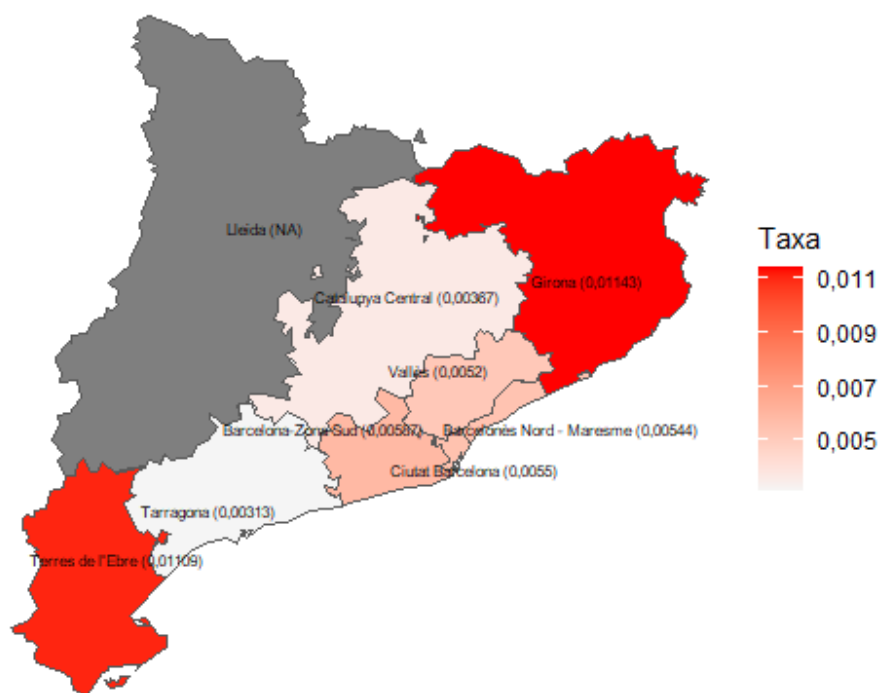 Lleida (NA)
Girona (0,01143)
Catalupya Central (0,00367)
Vallès (0,0052)
Barcelona-Zona Sud (0,00587)
Barcelonès Nord - Maresme (0,00544)
Ciutat Barcelona (0,0055)
Tarragona (0,00313)
Terres de l'Ebre (0,01109)
Taxa
0,011
0,009
0,007
0,005